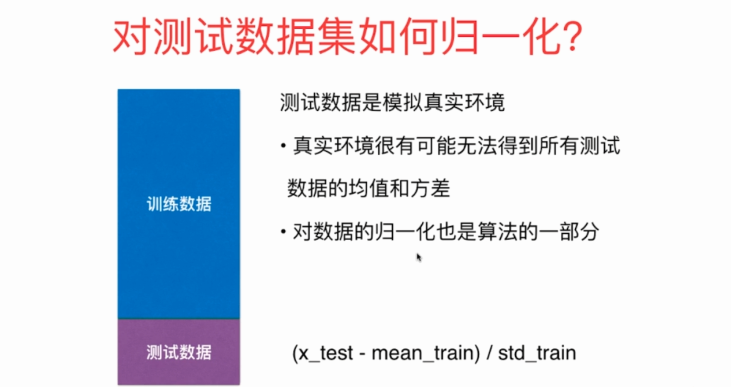 对测试数据集如何归一化?
测试数据是模拟真实环境
• 真实环境很有可能无法得到所有测试
数据的均值和方差
• 对数据的归一化也是算法的一部分
训练数据
测试数据
(x_test - mean_train) / std_train